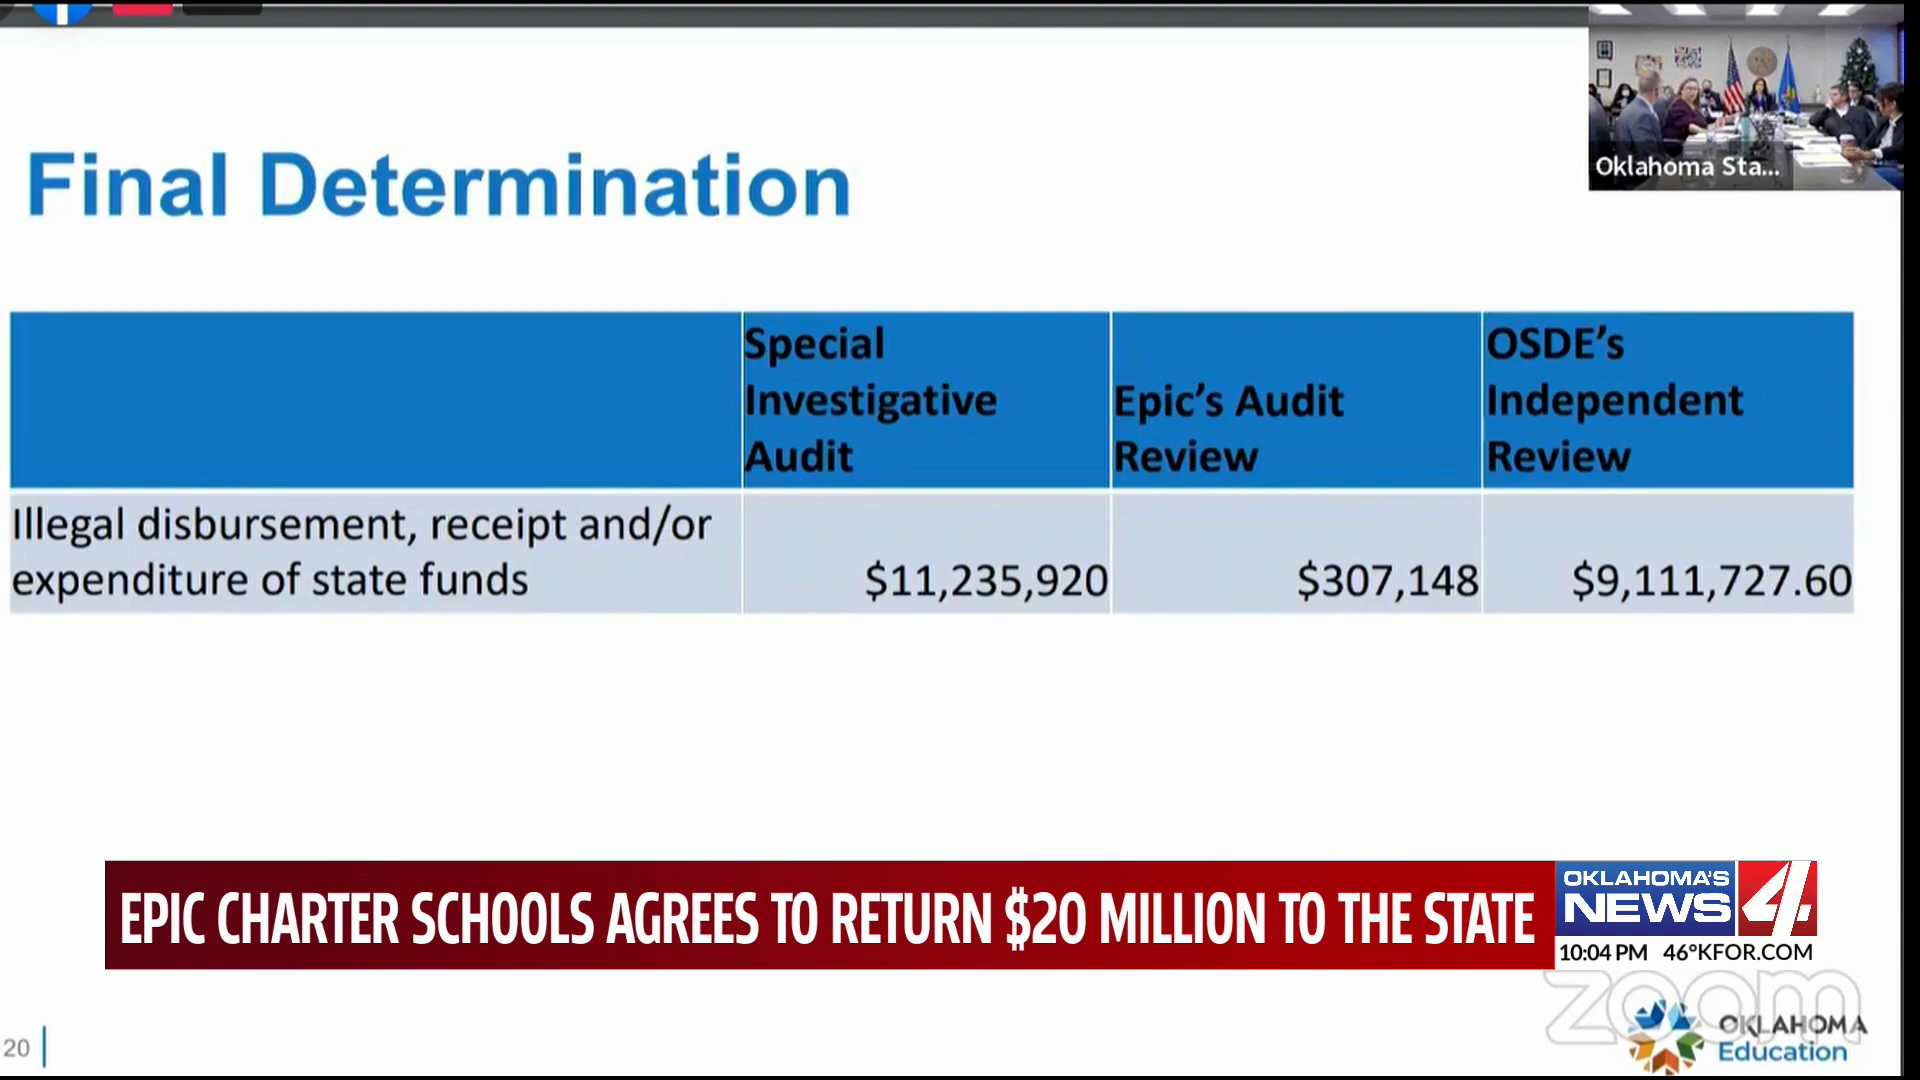 Oklahoma Sta...
Final Determination
Special
Investigative
Audit
Epic's Audit
Review
OSDE's
Independent
Review
Illegal disbursement, receipt and/or
expenditure of state funds
$11,235,920
$307,148
$9,111,727.60
EPIC CHARTER SCHOOLS AGREES TO RETURN $20 MILLION TO THE STATE
OKLAHOMA'S
NEWS 4
10:04 PM 46° KFOR.COM
zoom
OKLAHOMA
Education
20